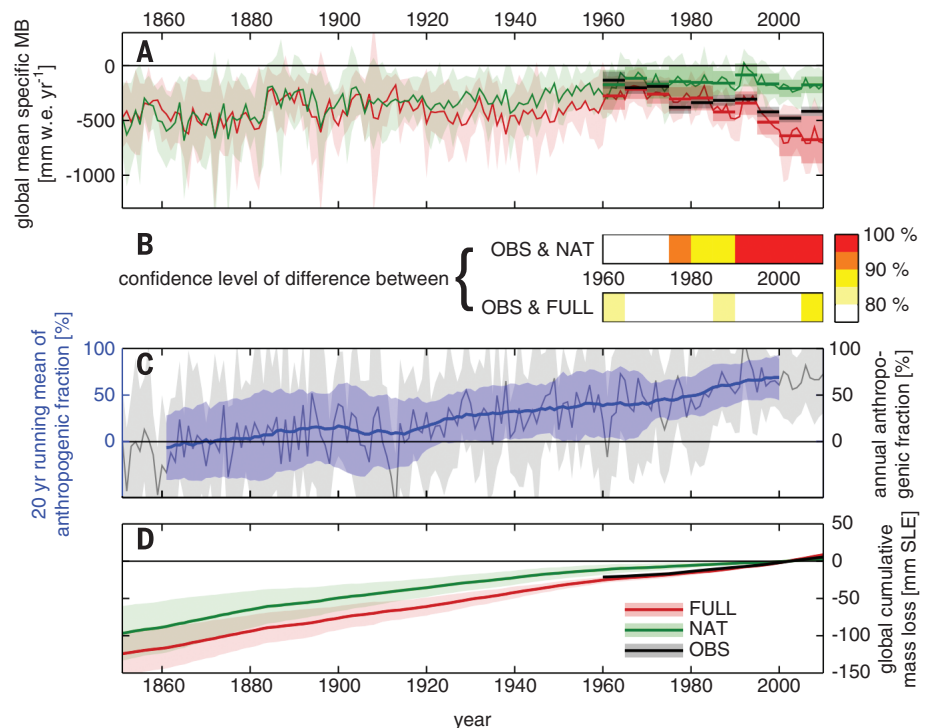 1860 1880 1900 1920 1940 1960 1980 2000
A
global mean specific MB
[mm w.e. yr-1]
0
-500
-1000
B
confidence level of difference between {
OBS & NAT
1960 1980 2000
OBS & FULL
100 %
90 %
80 %
C
20 yr running mean of
anthropogenic fraction [%]
100
50
0
100
50
0
annual anthropo-
genic fraction [%]
D
50
0
-50
-100
-150
global cumulative
mass loss [mm SLE]
FULL
NAT
OBS
1860 1880 1900 1920 1940 1960 1980 2000
year